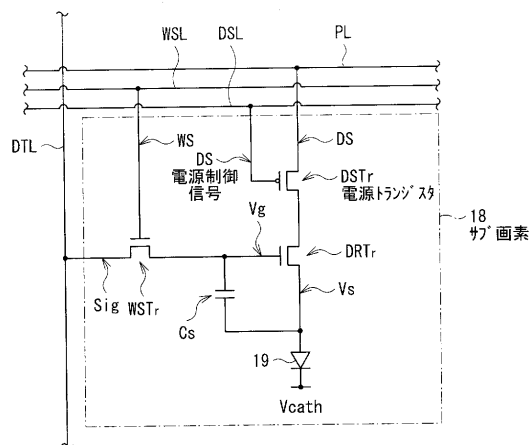 WSL
DSL
PL
DTL
WS
DS
電源制御
信号
DS
DSTr
電源トランジスタ
18
サブ画素
Vg
DRTr
Sig
WSTr
Cs
Vs
19
Vcath